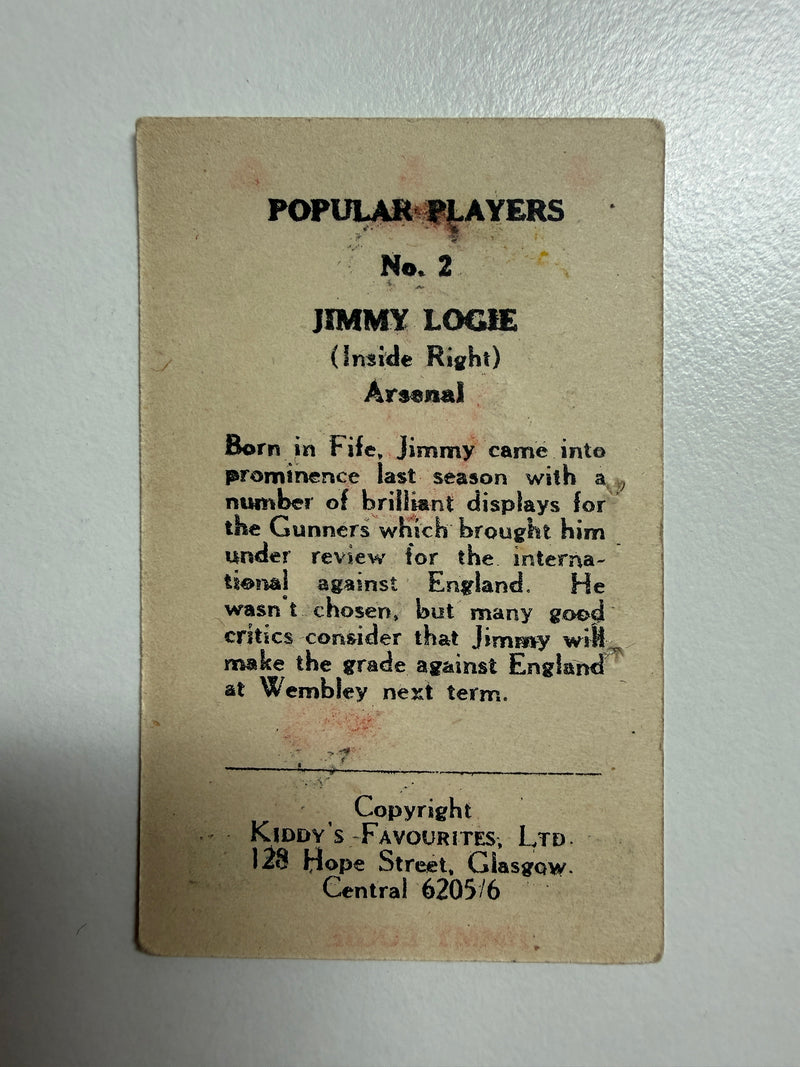 POPULAR PLAYERS
No. 2
JIMMY LOGIE
(Inside Right)
Arsenal
Born in Fife, Jimmy came into
prominence last season with a
number of brilliant displays for
the Gunners which brought him
under review for the interna-
tional against England. He
wasn't chosen, but many good
critics consider that Jimmy will
make the grade against England
at Wembley next term.
Copyright
KIDDY'S FAVOURITES, LTD.
128 Hope Street, Glasgow.
Central 6205/6
JIMMY LOGIE